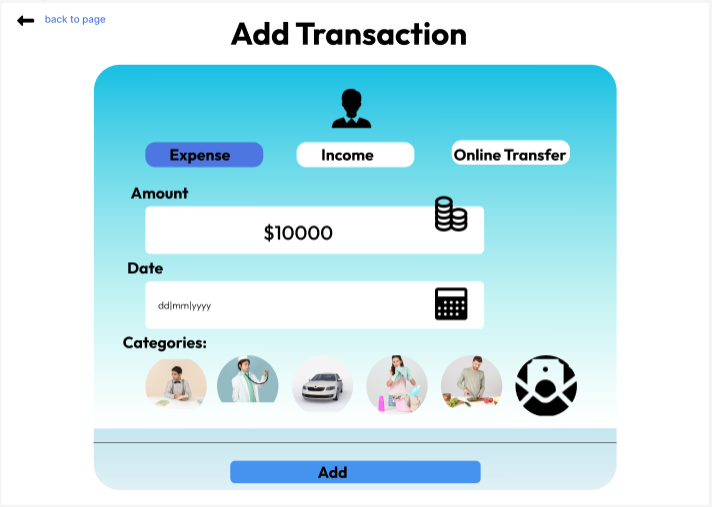 back to page
Add Transaction
Expense Income Online Transfer
Amount
$10000
Date
dd|mm|yyyy
Categories:
Add